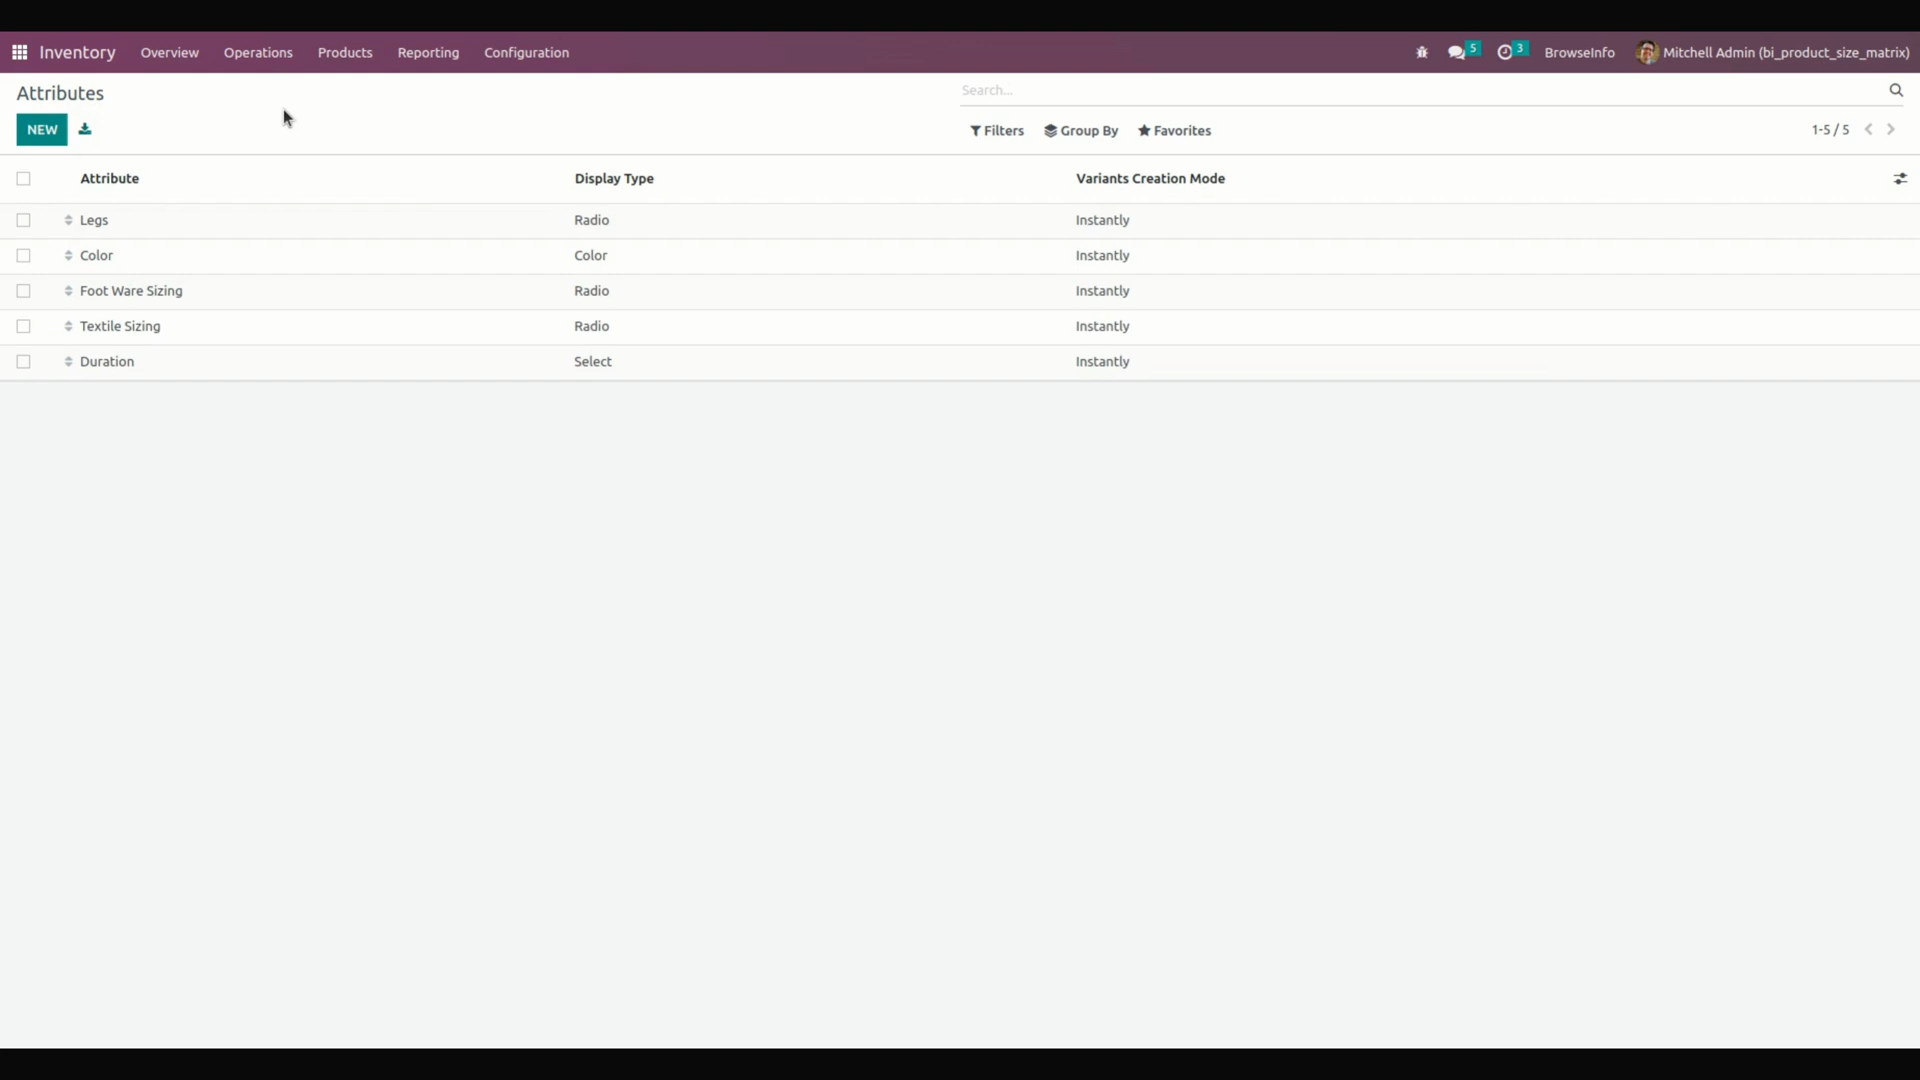 Inventory Overview Operations Products Reporting Configuration 5 3 BrowseInfo Mitchell Admin (bi_product_size_matrix)
Attributes Search...
NEW Filters Group By Favorites 1-5 / 5
Attribute Display Type Variants Creation Mode
Legs Radio Instantly
Color Color Instantly
Foot Ware Sizing Radio Instantly
Textile Sizing Radio Instantly
Duration Select Instantly